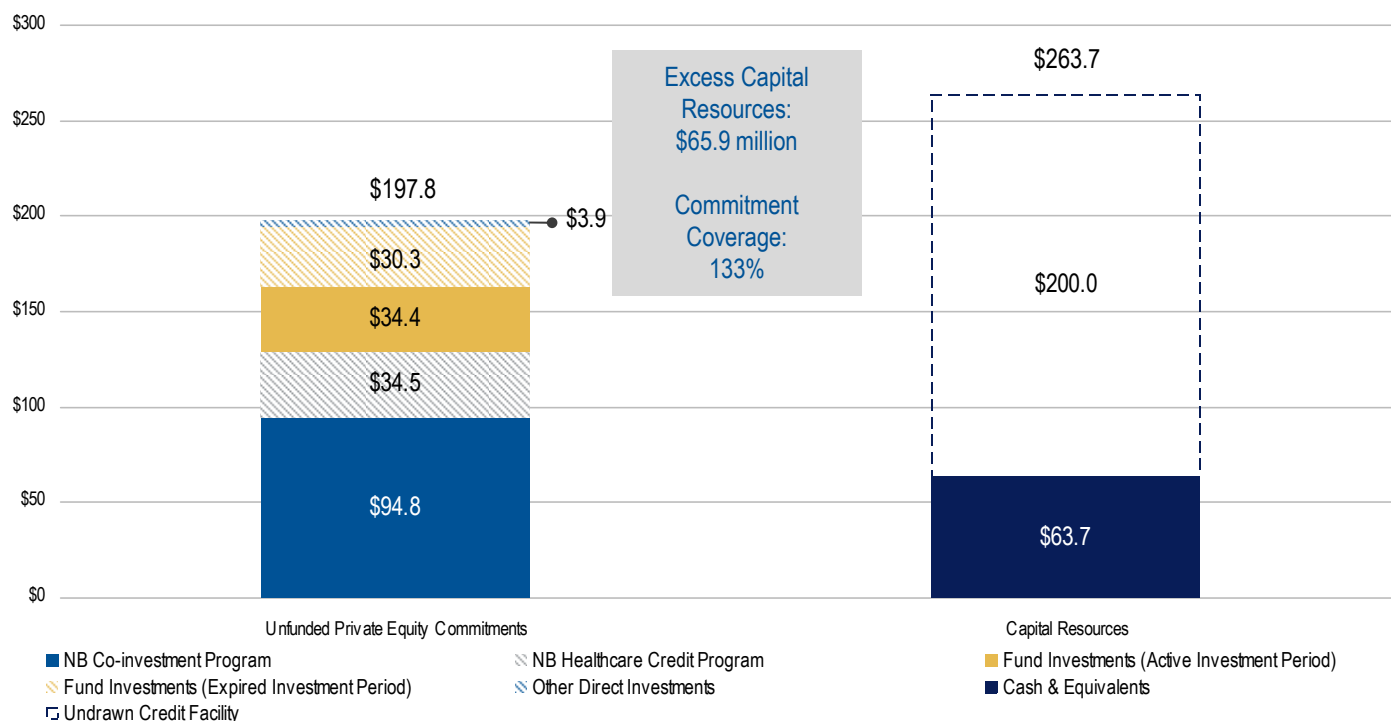 $300
$250
$200
$150
$100
$50
$0
$197.8
$3.9
$30.3
$34.4
$34.5
$94.8
Excess Capital
Resources:
$65.9 million
Commitment
Coverage:
133%
$263.7
$200.0
$63.7
Unfunded Private Equity Commitments
Capital Resources
NB Co-investment Program
NB Healthcare Credit Program
Fund Investments (Active Investment Period)
Fund Investments (Expired Investment Period)
Other Direct Investments
Cash & Equivalents
Undrawn Credit Facility